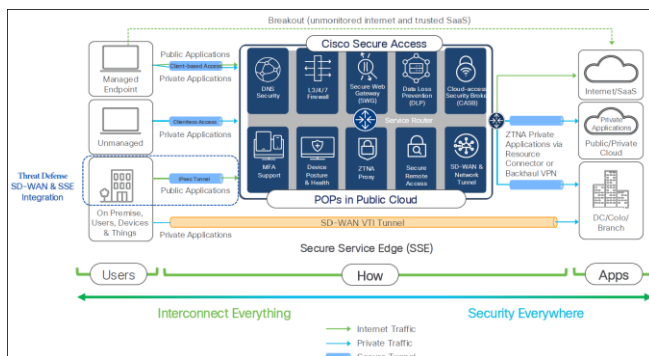 Breakout (unmonitored internet and trusted SaaS)
Cisco Secure Access
Managed
Endpoint
Public Applications
Client-based Access
Private Applications
DNS
Security
L3/4/7
Firewall
Secure Web
Gateway
(SWG)
Data Loss
Prevention
(DLP)
Cloud-access
Security Broker
(CASB)
Internet/SaaS
Unmanaged
Clientless Access
Private Applications
Service Router
ZTNA Private
Applications via
Resource
Connector or
Backhaul VPN
Private
Applications
Public/Private
Cloud
Threat Defense
SD-WAN & SSE
Integration
IPsec Tunnel
Public Applications
MFA
Support
Device
Posture
& Health
ZTNA
Proxy
Secure
Remote
Access
SD-WAN &
Network
Tunnel
POPs in Public Cloud
On Premise,
Users, Devices
& Things
SD-WAN VTI Tunnel
Private Applications
DC/Colo/
Branch
Secure Service Edge (SSE)
Users
How
Apps
Interconnect Everything
Security Everywhere
Internet Traffic
Private Traffic
Secure Tunnel